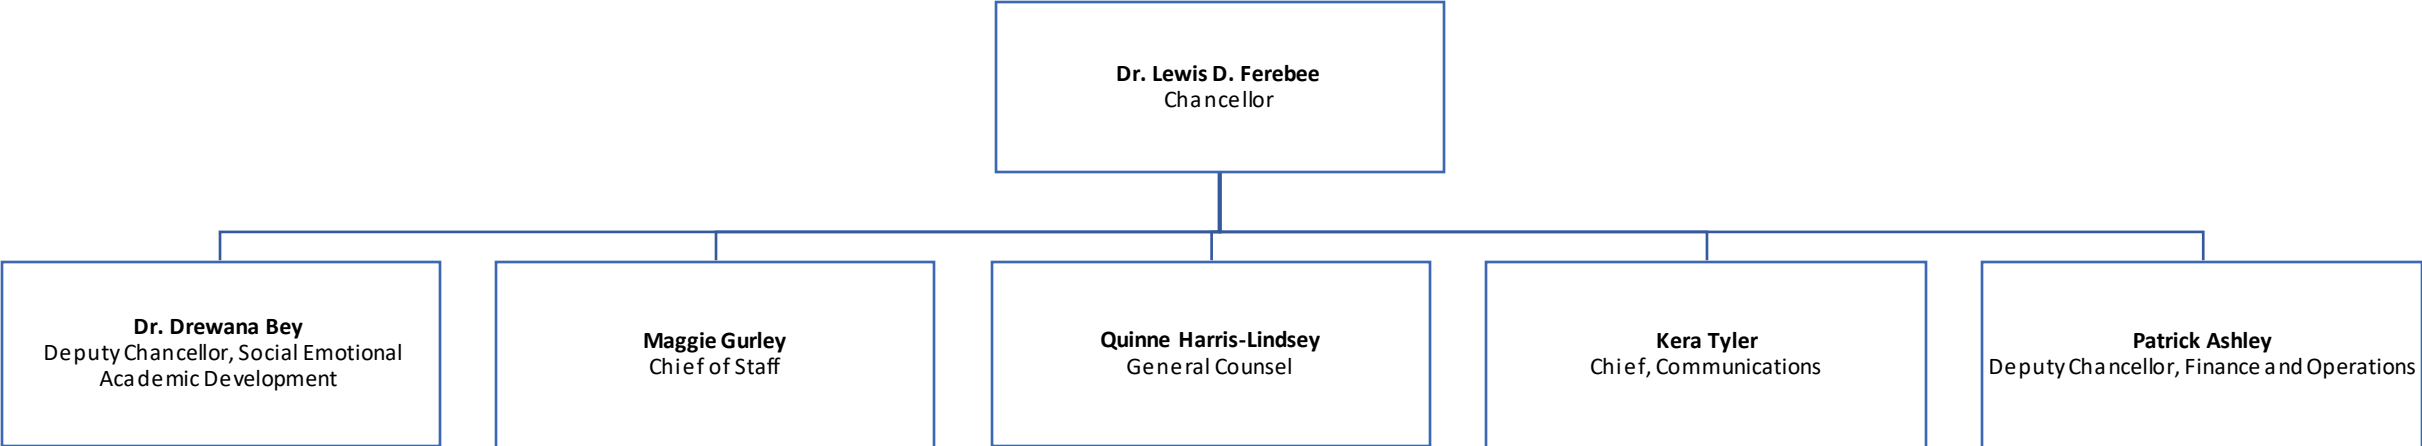 Dr. Lewis D. Ferebee
Chancellor
Dr. Drewana Bey
Deputy Chancellor, Social Emotional
Academic Development
Maggie Gurley
Chief of Staff
Quinne Harris-Lindsey
General Counsel
Kera Tyler
Chief, Communications
Patrick Ashley
Deputy Chancellor, Finance and Operations